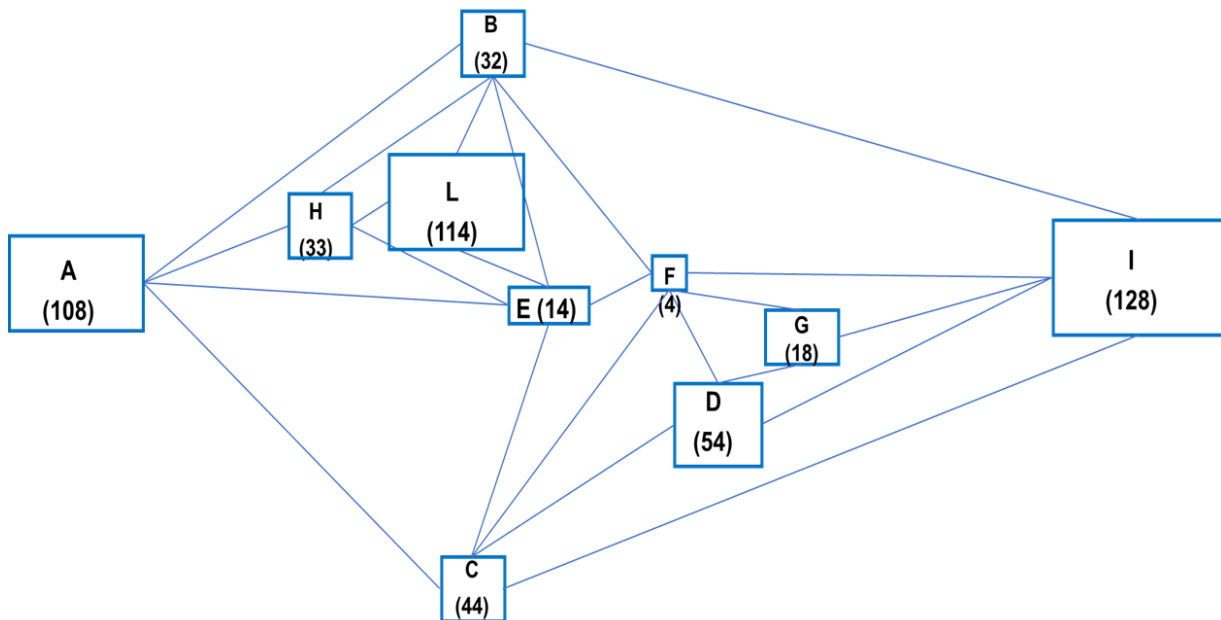 B
(32)
L
(114)
H
(33)
A
(108)
F
(4)
I
(128)
E (14)
G
(18)
D
(54)
C
(44)